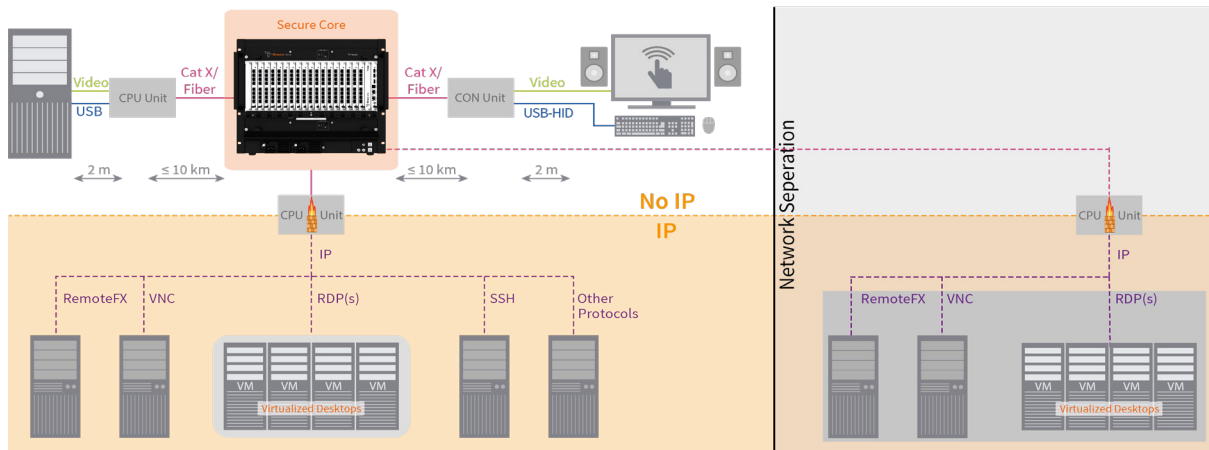 Secure Core
Cat X/
Fiber
Cat X/
Fiber
Video
CPU Unit
USB
CON Unit
Video
USB-HID
2 m
≤ 10 km
≤ 10 km
2 m
Network Seperation
No IP
IP
CPU Unit
CPU Unit
IP
IP
RemoteFX
VNC
RDP(s)
SSH
Other
Protocols
RemoteFX
VNC
RDP(s)
VM
VM
VM
VM
Virtualized Desktops
VM
VM
VM
VM
Virtualized Desktops